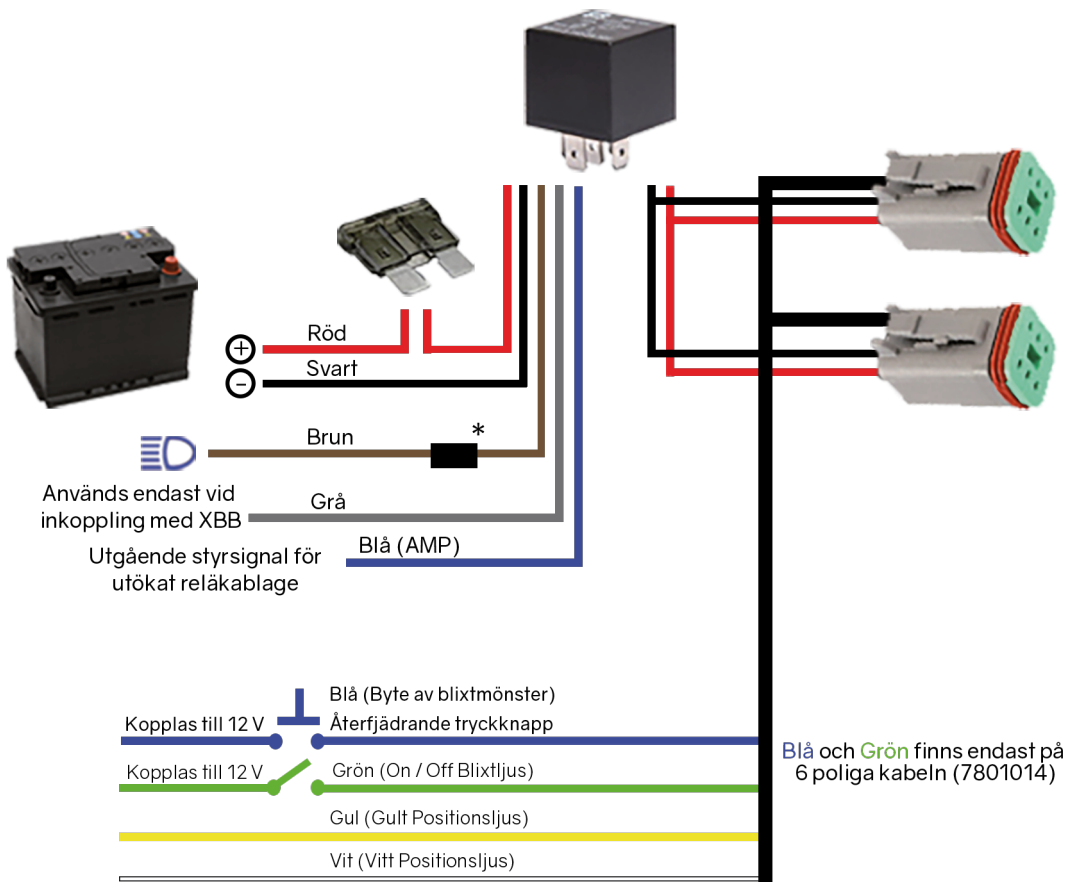 Röd
+
Svart
-
Brun
*
Används endast vid
inkoppling med XBB
Grå
Blå (AMP)
Utgående styrsignal för
utökat reläkablage
Blå (Byte av blixtmönster)
Kopplas till 12 V
Återfjädrande tryckknapp
Kopplas till 12 V
Grön (On / Off Blixtljus)
Gul (Gult Positionsljus)
Vit (Vitt Positionsljus)
Blå och Grön finns endast på
6 poliga kabeln (7801014)